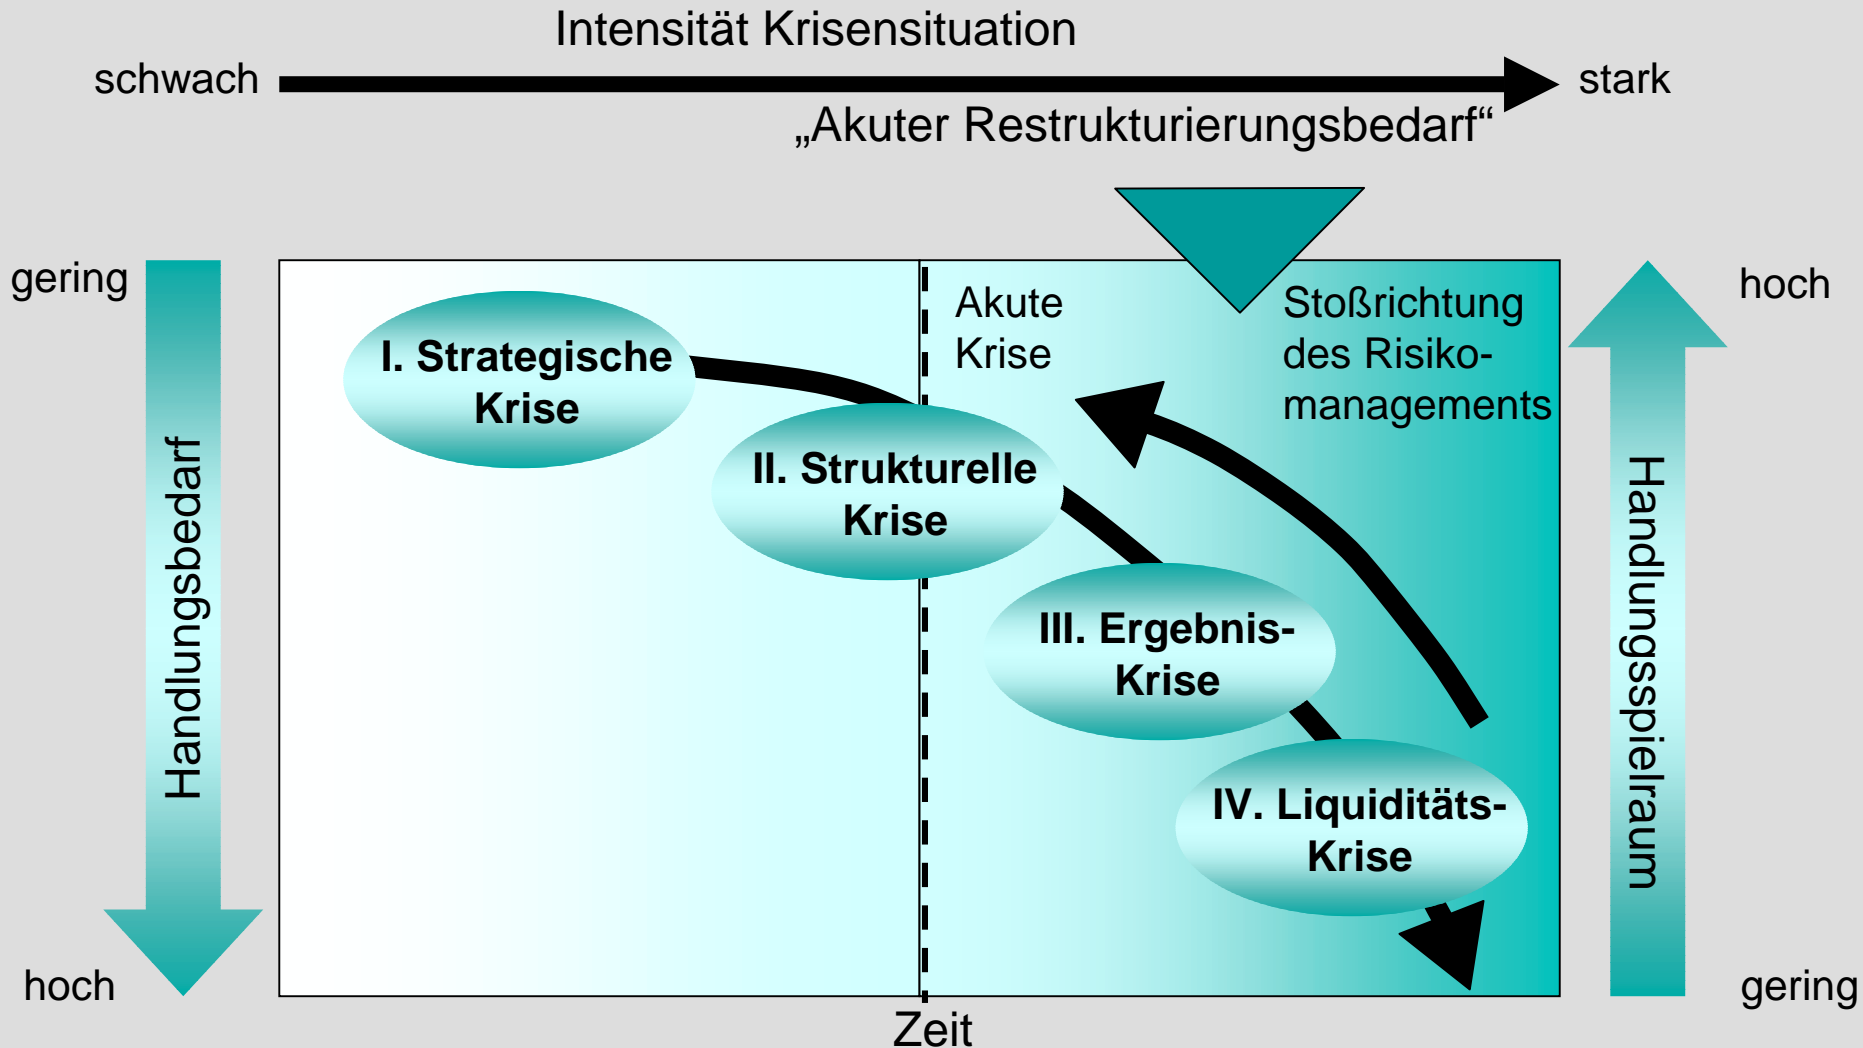 Intensität Krisensituation
schwach
stark
„Akuter Restrukturierungsbedarf“
gering
hoch
Akute
Krise
Stoßrichtung
des Risiko-
managements
I. Strategische
Krise
II. Strukturelle
Krise
III. Ergebnis-
Krise
IV. Liquiditäts-
Krise
Handlungsbedarf
Handlungsspielraum
hoch
gering
Zeit